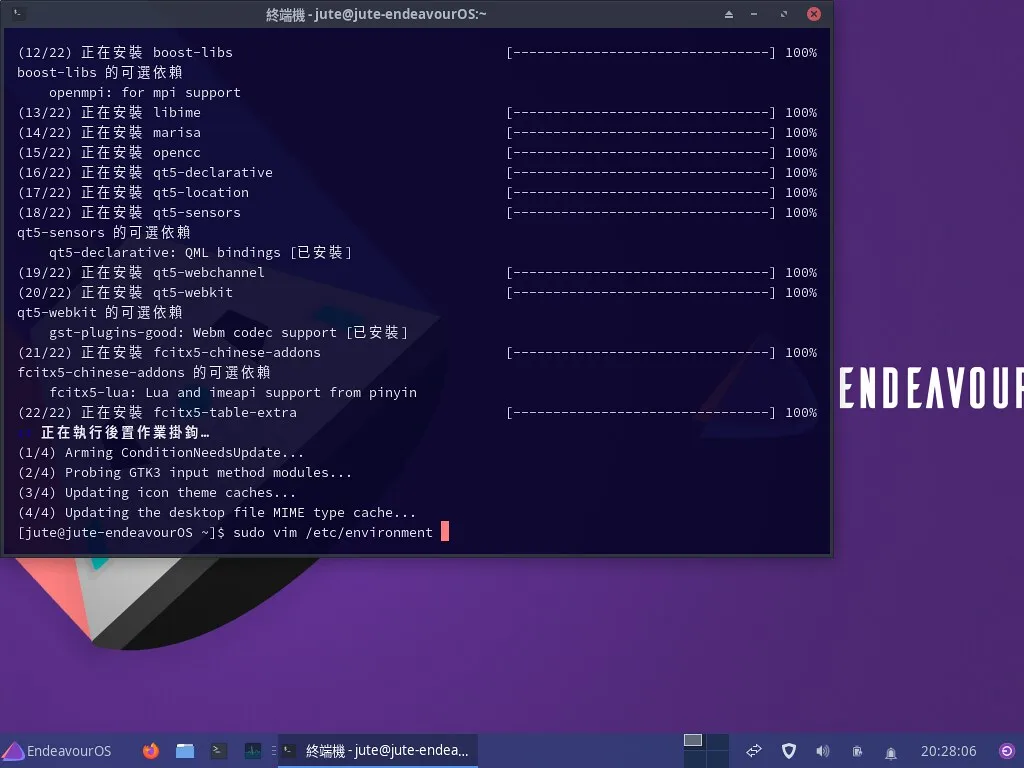 終端機 - jute@jute-endeavourOS:~
(12/22) 正在安裝 boost-libs [--------------------------------] 100%
boost-libs 的可選依賴
openmpi: for mpi support
(13/22) 正在安裝 libime [--------------------------------] 100%
(14/22) 正在安裝 marisa [--------------------------------] 100%
(15/22) 正在安裝 opencc [--------------------------------] 100%
(16/22) 正在安裝 qt5-declarative [--------------------------------] 100%
(17/22) 正在安裝 qt5-location [--------------------------------] 100%
(18/22) 正在安裝 qt5-sensors [--------------------------------] 100%
qt5-sensors 的可選依賴
qt5-declarative: QML bindings [已安裝]
(19/22) 正在安裝 qt5-webchannel [--------------------------------] 100%
(20/22) 正在安裝 qt5-webkit [--------------------------------] 100%
qt5-webkit 的可選依賴
gst-plugins-good: Webm codec support [已安裝]
(21/22) 正在安裝 fcitx5-chinese-addons [--------------------------------] 100%
fcitx5-chinese-addons 的可選依賴
fcitx5-lua: Lua and imeapi support from pinyin
(22/22) 正在安裝 fcitx5-table-extra [--------------------------------] 100%
:: 正在執行後置作業掛鉤…
(1/4) Arming ConditionNeedsUpdate...
(2/4) Probing GTK3 input method modules...
(3/4) Updating icon theme caches...
(4/4) Updating the desktop file MIME type cache...
[jute@jute-endeavourOS ~]$ sudo vim /etc/environment
ENDEAVOUR
EndeavourOS
終端機 - jute@jute-endea...
20:28:06